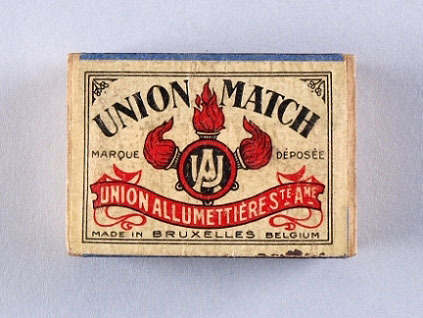 UNION MATCH
MARQUE DÉPOSÉE
UAJ
UNION ALLUMETTIÈRE STÉ AME
MADE IN BRUXELLES BELGIUM